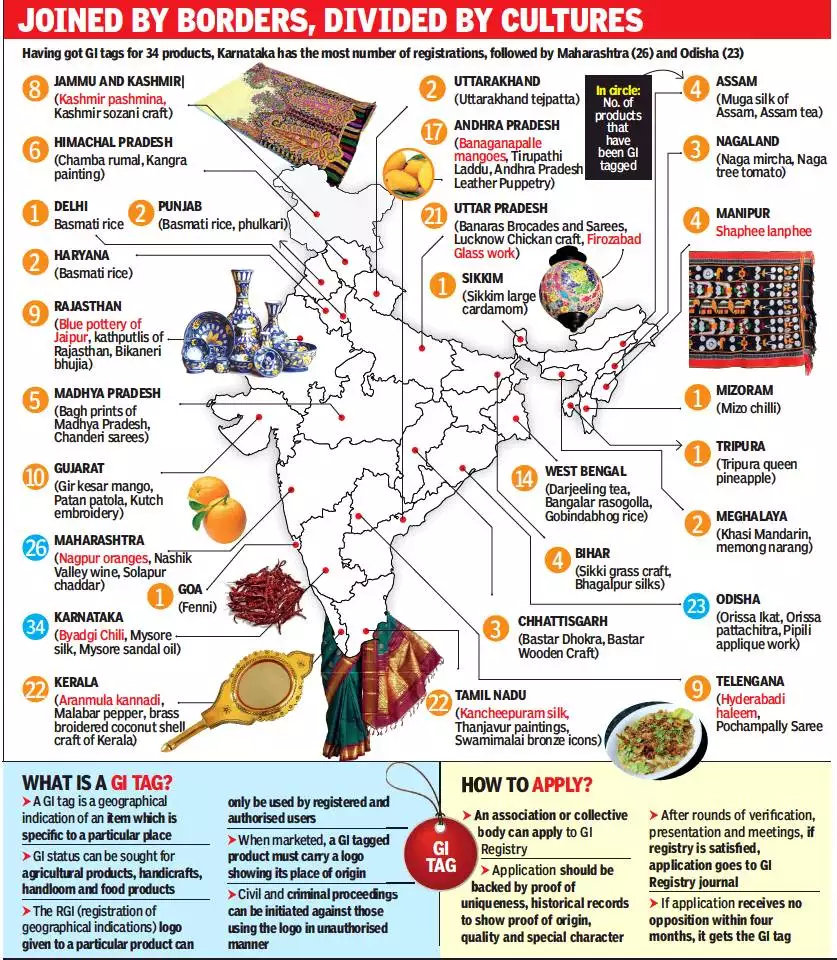 JOINED BY BORDERS, DIVIDED BY CULTURES
Having got GI tags for 34 products, Karnataka has the most number of registrations, followed by Maharashtra (26) and Odisha (23)
8
JAMMU AND KASHMIR|
(Kashmir pashmina,
Kashmir sozani craft)
6
HIMACHAL PRADESH
(Chamba rumal, Kangra
painting)
1
DELHI
Basmati rice
2
PUNJAB
(Basmati rice, phulkari)
2
HARYANA
(Basmati rice)
9
RAJASTHAN
(Blue pottery of
Jaipur, kathputlis of
Rajasthan, Bikaneri
bhujia)
5
MADHYA PRADESH
(Bagh prints of
Madhya Pradesh,
Chanderi sarees)
10
GUJARAT
(Gir kesar mango,
Patan patola, Kutch
embroidery)
26
MAHARASHTRA
(Nagpur oranges, Nashik
Valley wine, Solapur
chaddar)
1
GOA
(Fenni)
34
KARNATAKA
(Byadgi Chili, Mysore
silk, Mysore sandal oil)
22
KERALA
(Aranmula kannadi,
Malabar pepper, brass
broidered coconut shell
craft of Kerala)
2
UTTARAKHAND
(Uttarakhand tejpatta)
17
ANDHRA PRADESH
(Banaganapalle
mangoes, Tirupathi
Laddu, Andhra Pradesh
Leather Puppetry)
21
UTTAR PRADESH
(Banaras Brocades and Sarees,
Lucknow Chickan craft, Firozabad
Glass work)
1
SIKKIM
(Sikkim large
cardamom)
In circle:
No. of
products
that
have
been GI
tagged
4
ASSAM
(Muga silk of
Assam, Assam tea)
3
NAGALAND
(Naga mircha, Naga
tree tomato)
4
MANIPUR
Shaphee lanphee
1
MIZORAM
(Mizo chilli)
1
TRIPURA
(Tripura queen
pineapple)
2
MEGHALAYA
(Khasi Mandarin,
memong narang)
14
WEST BENGAL
(Darjeeling tea,
Bangalar rasogolla,
Gobindabhog rice)
4
BIHAR
(Sikki grass craft,
Bhagalpur silks)
23
ODISHA
(Orissa Ikat, Orissa
pattachitra, Pipili
applique work)
3
CHHATTISGARH
(Bastar Dhokra, Bastar
Wooden Craft)
9
TELENGANA
(Hyderabadi
haleem,
Pochampally Saree
22
TAMIL NADU
(Kancheepuram silk,
Thanjavur paintings,
Swamimalai bronze icons)
WHAT IS A GI TAG?
➤ A GI tag is a geographical
indication of an item which is
specific to a particular place
➤ GI status can be sought for
agricultural products, handicrafts,
handloom and food products
➤ The RGI (registration of
geographical indications) logo
given to a particular product can
only be used by registered and
authorised users
➤ When marketed, a GI tagged
product must carry a logo
showing its place of origin
➤ Civil and criminal proceedings
can be initiated against those
using the logo in unauthorised
manner
GI
TAG
HOW TO APPLY?
➤ An association or collective
body can apply to GI
Registry
➤ Application should be
backed by proof of
uniqueness, historical records
to show proof of origin,
quality and special character
➤ After rounds of verification,
presentation and meetings, if
registry is satisfied,
application goes to GI
Registry journal
➤ If application receives no
opposition within four
months, it gets the GI tag